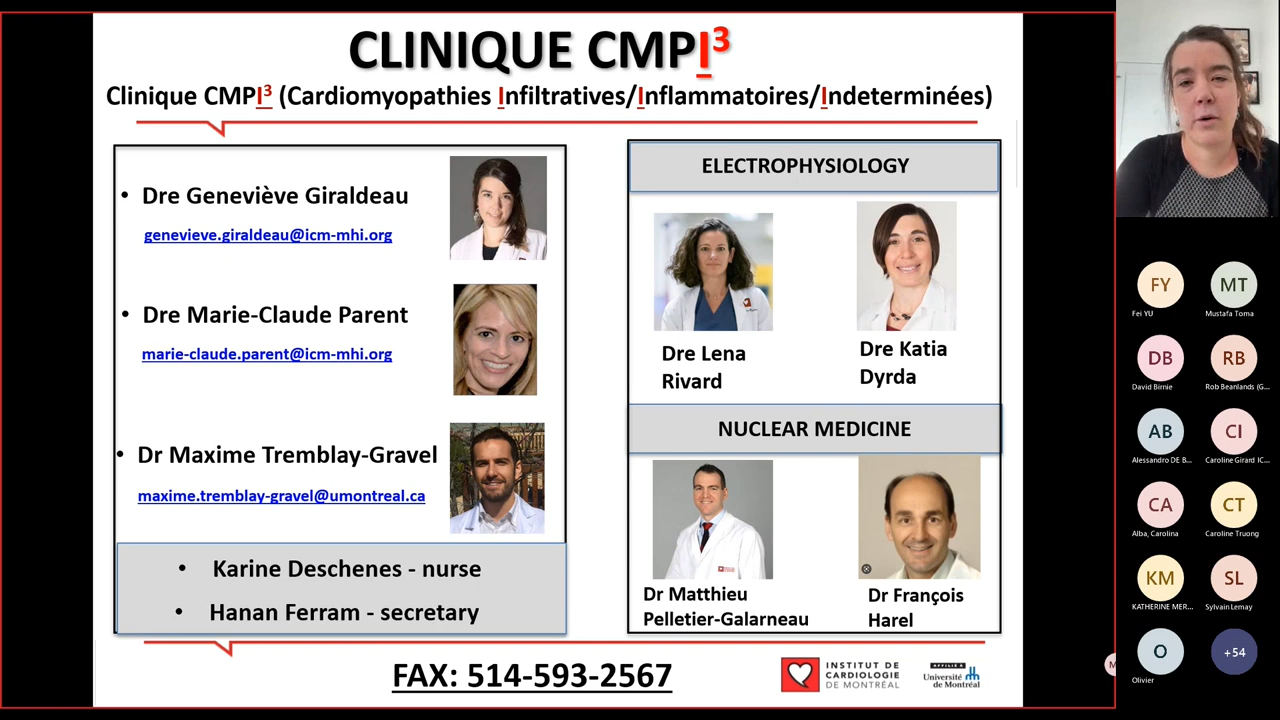 CLINIQUE CMPI³
Clinique CMPI³ (Cardiomyopathies Infiltratives/Inflammatoires/Indeterminées)
• Dre Geneviève Giraldeau
genevieve.giraldeau@icm-mhi.org
• Dre Marie-Claude Parent
marie-claude.parent@icm-mhi.org
• Dr Maxime Tremblay-Gravel
maxime.tremblay-gravel@umontreal.ca
• Karine Deschenes - nurse
• Hanan Ferram - secretary
ELECTROPHYSIOLOGY
Dre Lena
Rivard
Dre Katia
Dyrda
NUCLEAR MEDICINE
Dr Matthieu
Pelletier-Galarneau
Dr François
Harel
FAX: 514-593-2567
INSTITUT DE
CARDIOLOGIE
DE MONTRÉAL
AFFILIÉ À
Université
de Montréal
M
FY
Fei YU
MT
Mustafa Toma
DB
David Birnie
RB
Rob Beanlands (G...
AB
Alessandro DE B...
CI
Caroline Girard IC...
CA
Alba, Carolina
CT
Caroline Truong
KM
KATHERINE MER...
SL
Sylvain Lemay
O
Olivier
+54